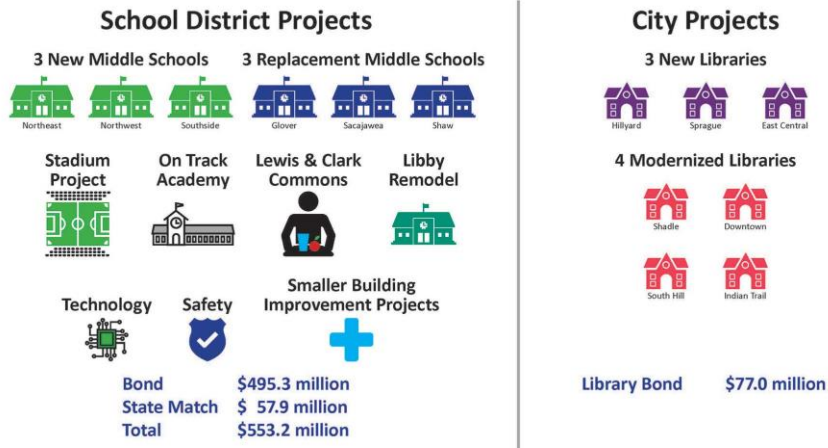 School District Projects
3 New Middle Schools
3 Replacement Middle Schools
Northeast
Northwest
Southside
Glover
Sacajawea
Shaw
Stadium
Project
On Track
Academy
Lewis & Clark
Commons
Libby
Remodel
Technology
Safety
Smaller Building
Improvement Projects
Bond $495.3 million
State Match $ 57.9 million
Total $553.2 million
City Projects
3 New Libraries
Hillyard
Sprague
East Central
4 Modernized Libraries
Shadle
Downtown
South Hill
Indian Trail
Library Bond $77.0 million